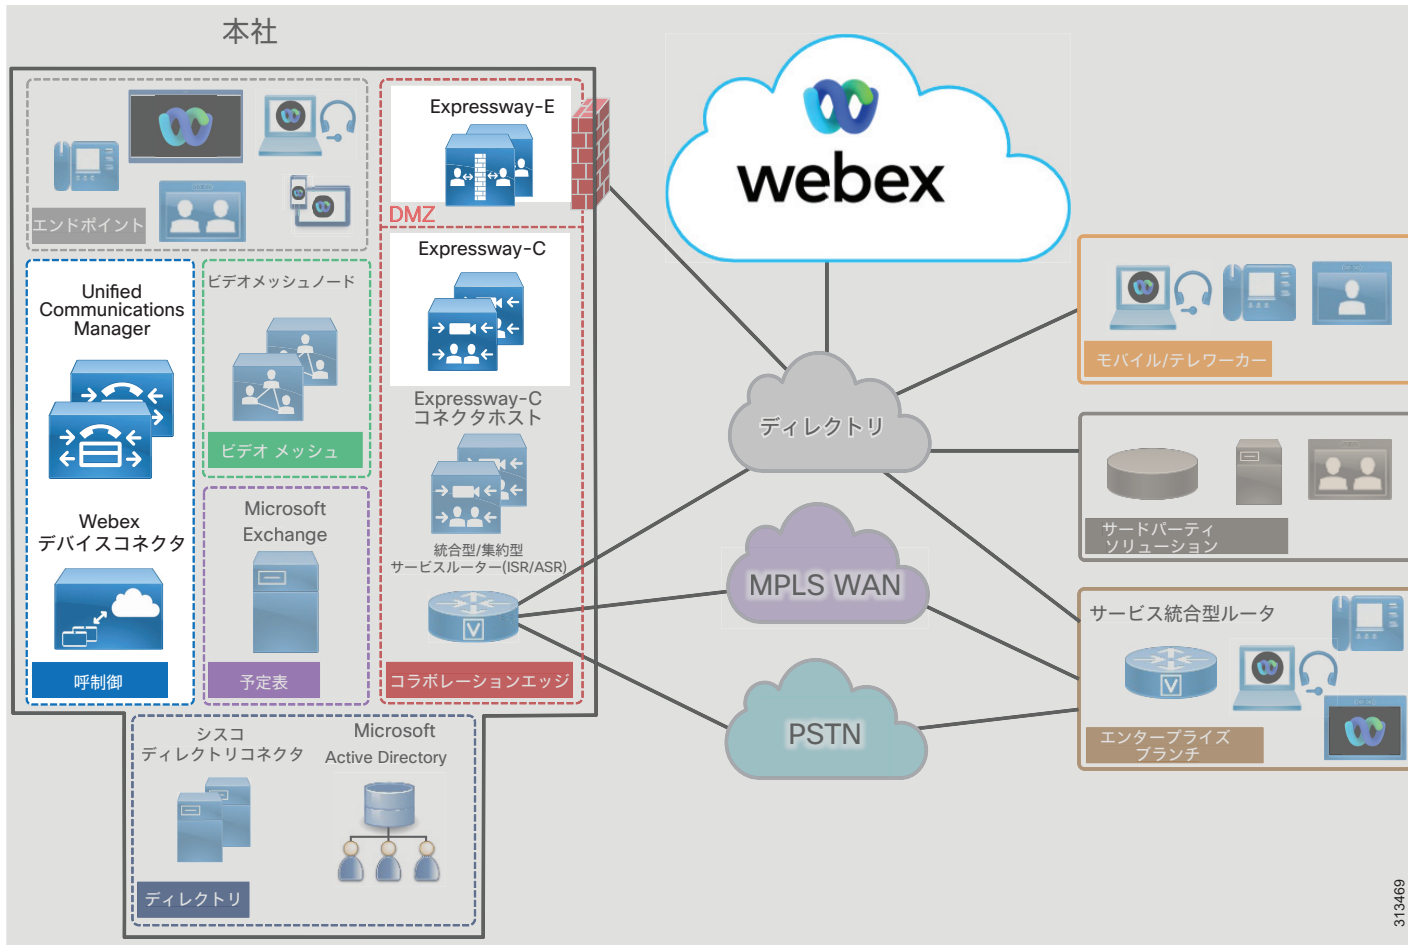 本社
Expressway-E
DMZ
エンドポイント
Unified
Communications
Manager
ビデオメッシュノード
ビデオ メッシュ
Expressway-C
Expressway-C
コネクタホスト
Webex
デバイスコネクタ
呼制御
Microsoft
Exchange
予定表
統合型/集約型
サービスルーター(ISR/ASR)
V
コラボレーションエッジ
シスコ
ディレクトリコネクタ
Microsoft
Active Directory
ディレクトリ
webex
ディレクトリ
MPLS WAN
PSTN
モバイル/テレワーカー
サードパーティ
ソリューション
サービス統合型ルータ
V
エンタープライズ
ブランチ
313469